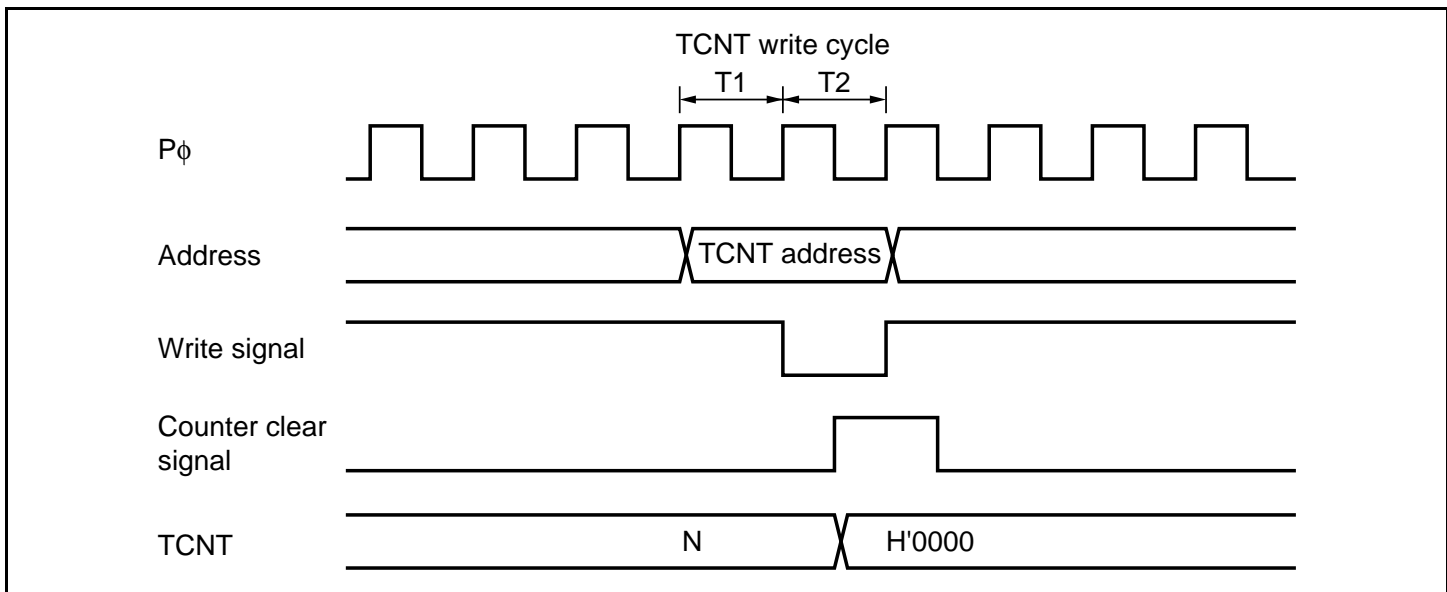 TCNT write cycle
T1 T2
Pϕ
Address
TCNT address
Write signal
Counter clear
signal
TCNT
N
H'0000